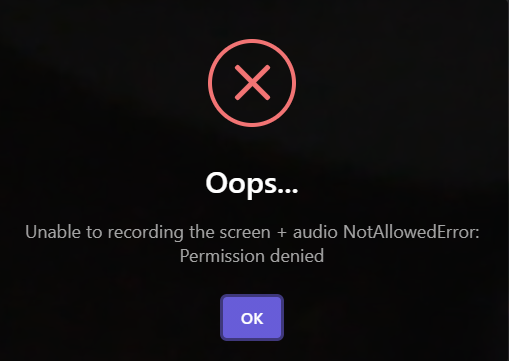 Oops...
Unable to recording the screen + audio NotAllowedError:
Permission denied
OK